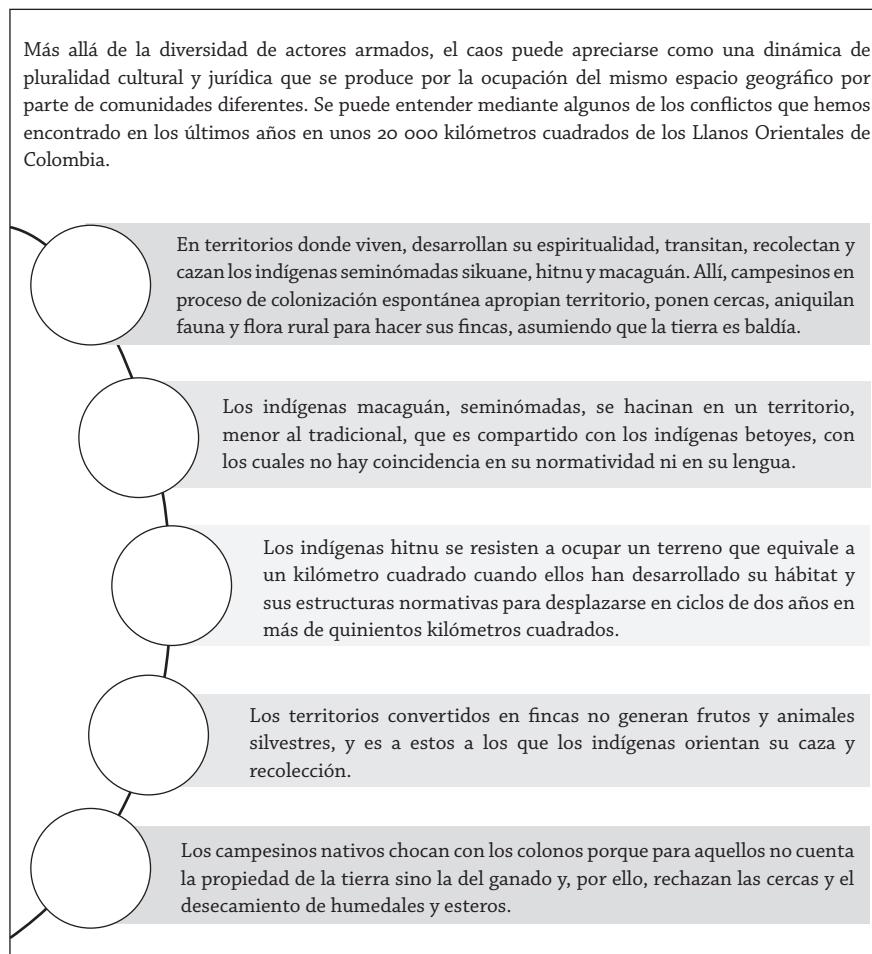 Más allá de la diversidad de actores armados, el caos puede apreciarse como una dinámica de
pluralidad cultural y jurídica que se produce por la ocupación del mismo espacio geográfico por
parte de comunidades diferentes. Se puede entender mediante algunos de los conflictos que hemos
encontrado en los últimos años en unos 20 000 kilómetros cuadrados de los Llanos Orientales de
Colombia.
En territorios donde viven, desarrollan su espiritualidad, transitan, recolectan y
cazan los indígenas seminómadas sikuane, hitnu y macaguán. Allí, campesinos en
proceso de colonización espontánea apropian territorio, ponen cercas, aniquilan
fauna y flora rural para hacer sus fincas, asumiendo que la tierra es baldía.
Los indígenas macaguán, seminómadas, se hacinan en un territorio,
menor al tradicional, que es compartido con los indígenas betoyes, con
los cuales no hay coincidencia en su normatividad ni en su lengua.
Los indígenas hitnu se resisten a ocupar un terreno que equivale a
un kilómetro cuadrado cuando ellos han desarrollado su hábitat y
sus estructuras normativas para desplazarse en ciclos de dos años en
más de quinientos kilómetros cuadrados.
Los territorios convertidos en fincas no generan frutos y animales
silvestres, y es a estos a los que los indígenas orientan su caza y
recolección.
Los campesinos nativos chocan con los colonos porque para aquellos no cuenta
la propiedad de la tierra sino la del ganado y, por ello, rechazan las cercas y el
desecamiento de humedales y esteros.